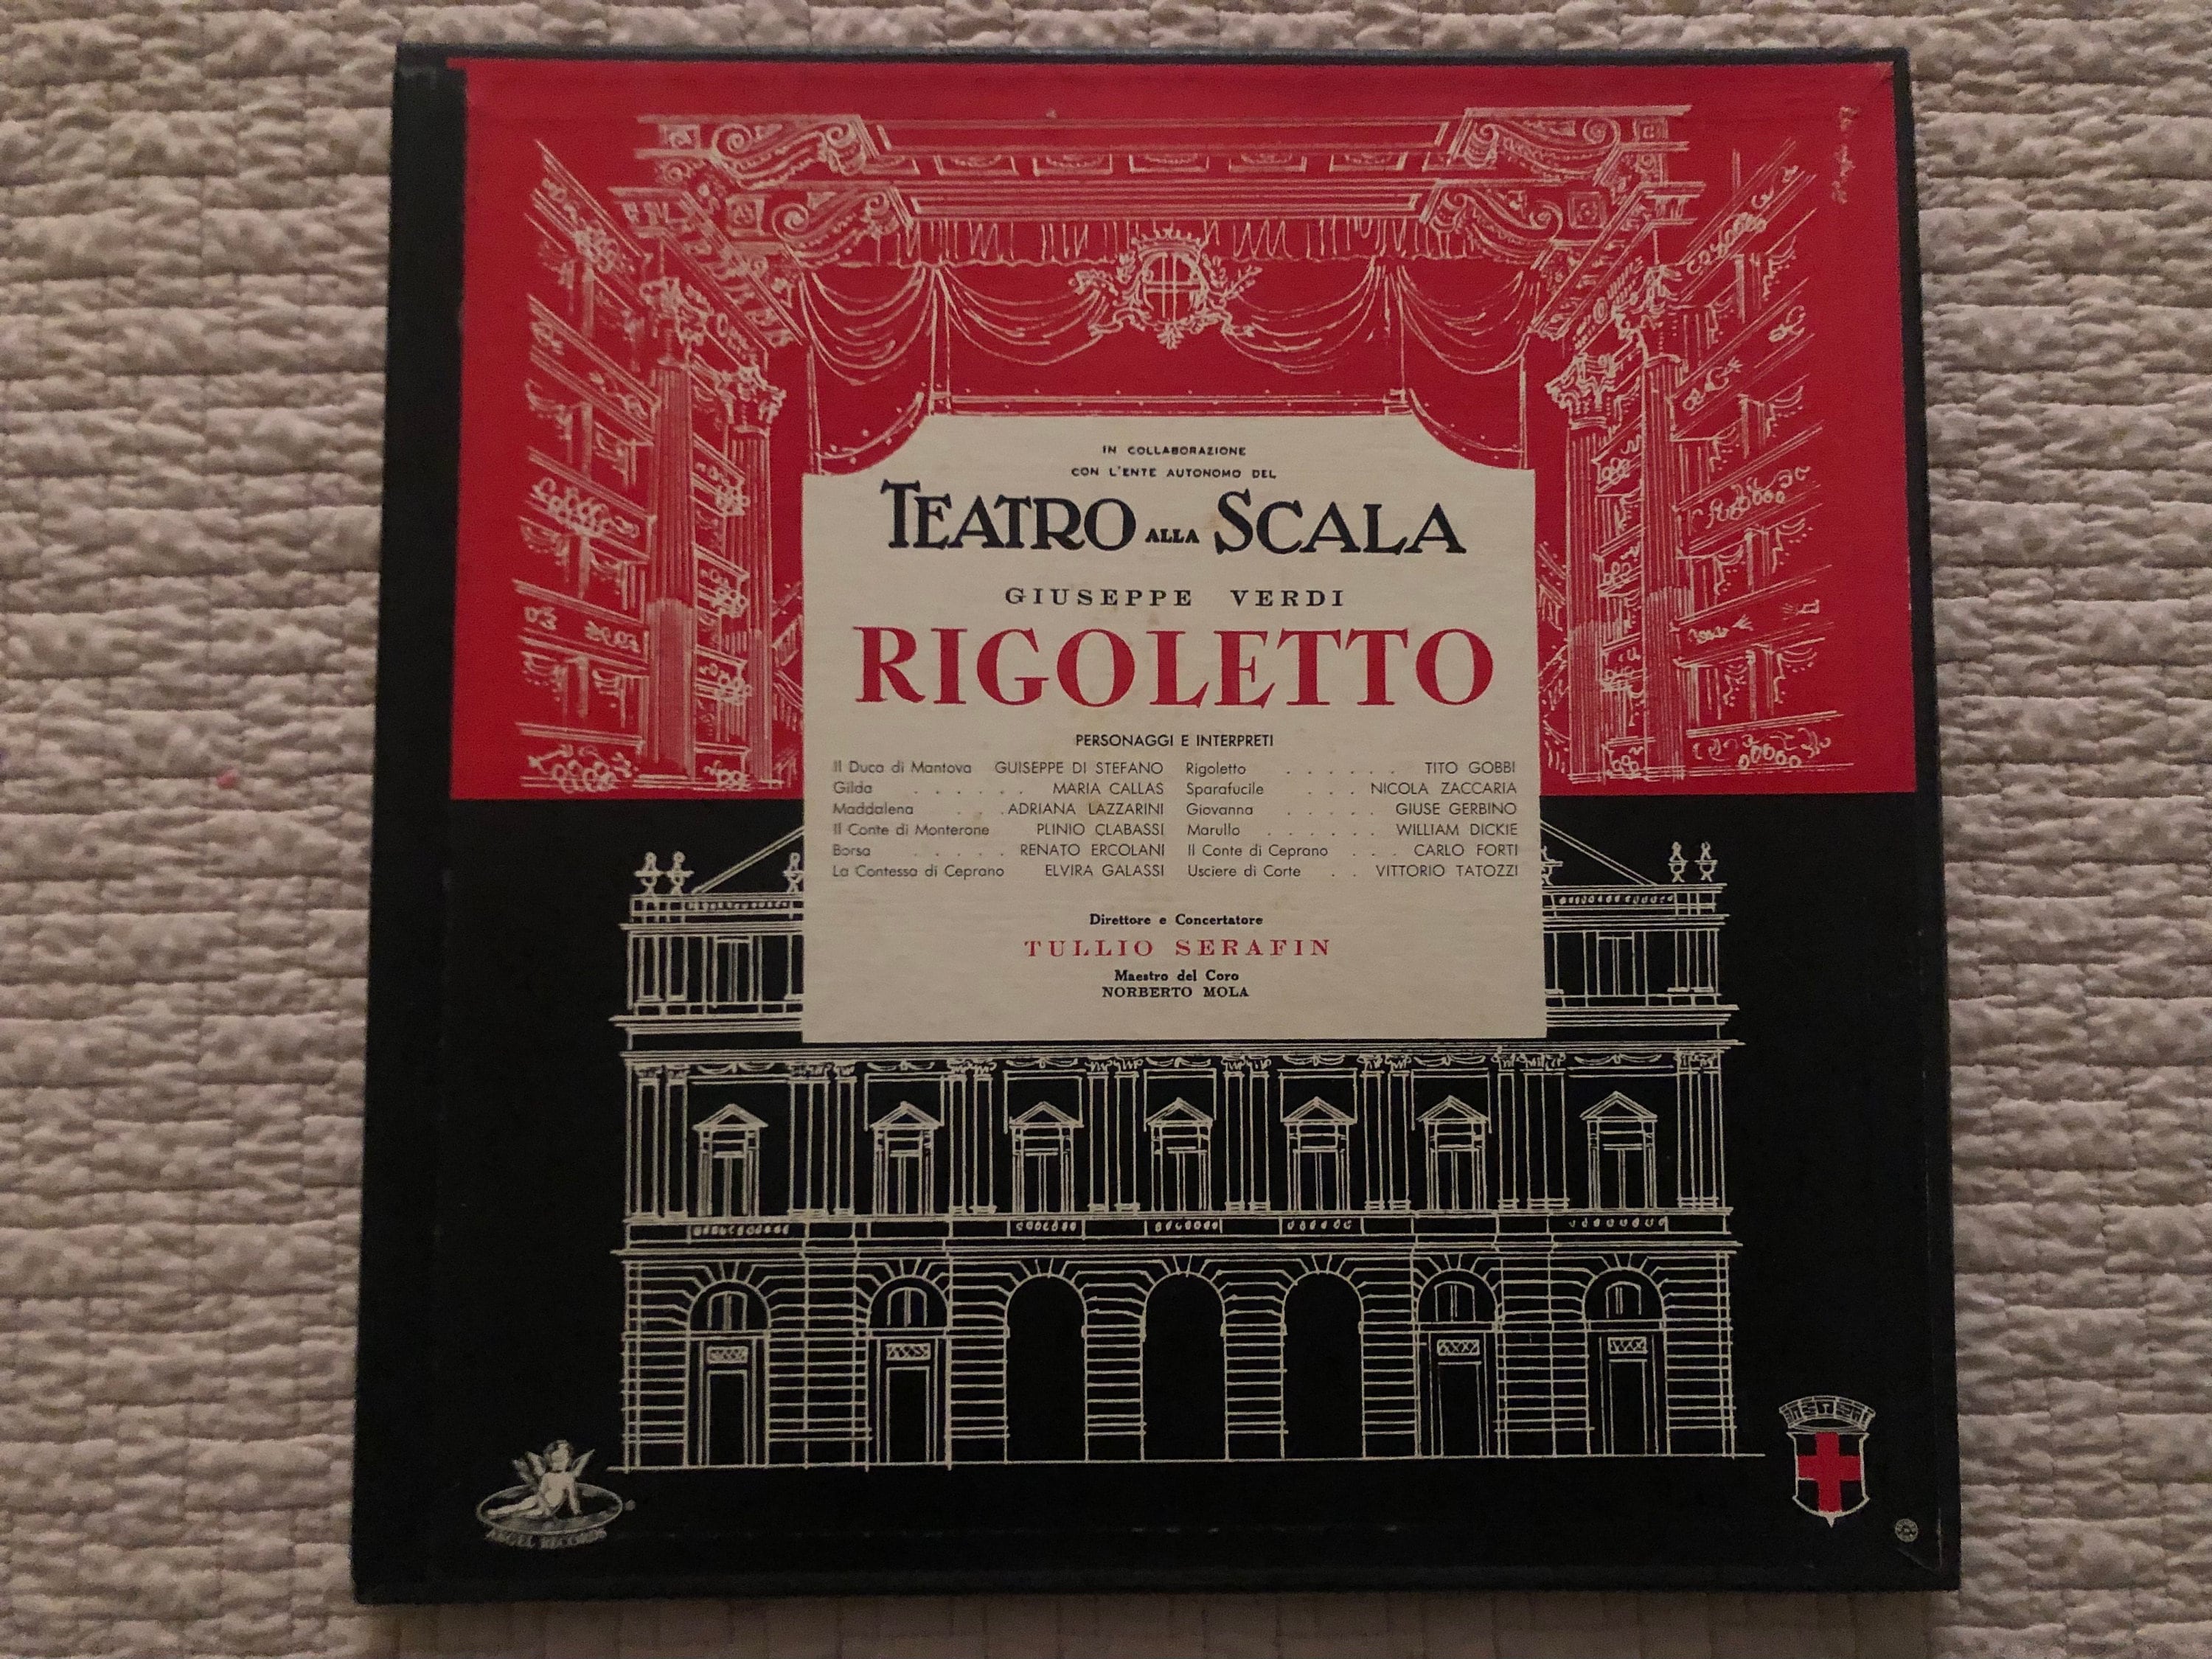 IN COLLABORAZIONE
CON L'ENTE AUTONOMO DEL
TEATRO ALLA SCALA
GIUSEPPE VERDI
RIGOLETTO
PERSONAGGI E INTERPRETI
Il Duca di Mantova GUISEPPE DI STEFANO Rigoletto . . . . . . TITO GOBBI
Gilda . . . . . . MARIA CALLAS Sparafucile . . . NICOLA ZACCARIA
Maddalena . . . ADRIANA LAZZARINI Giovanna . . . . . GIUSE GERBINO
Il Conte di Monterone PLINIO CLABASSI Marullo . . . . . . WILLIAM DICKIE
Borsa . . . . . RENATO ERCOLANI Il Conte di Ceprano . . . CARLO FORTI
La Contessa di Ceprano ELVIRA GALASSI Usciere di Corte . . VITTORIO TATOZZI
Direttore e Concertatore
TULLIO SERAFIN
Maestro del Coro
NORBERTO MOLA
ANGEL RECORDS